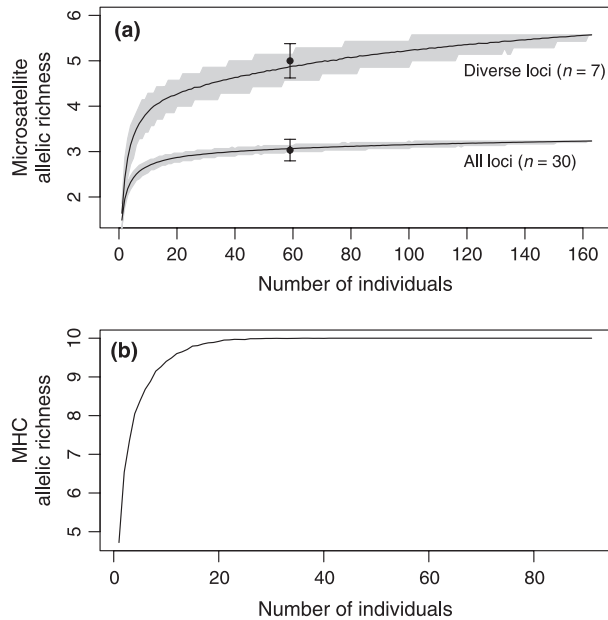 (a)
Microsatellite
allelic richness
6
5
4
3
2
Diverse loci (n = 7)
All loci (n = 30)
0 20 40 60 80 100 120 140 160
Number of individuals
(b)
MHC
allelic richness
10
9
8
7
6
5
0 20 40 60 80
Number of individuals